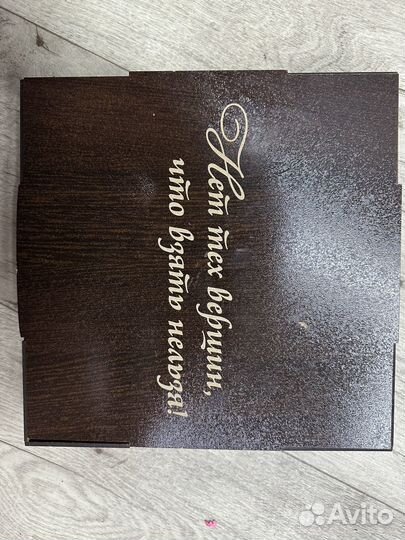 Нет тех вершин,
что взять нельзя!
Avito